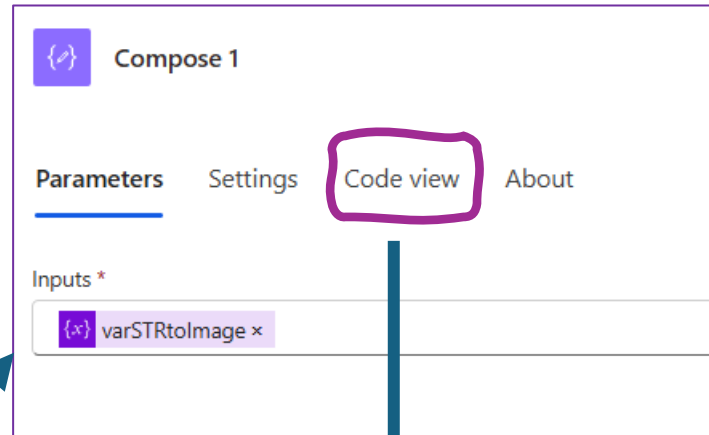 Compose 1
Parameters Settings Code view About
Inputs *
{x} varSTRtoImage ×